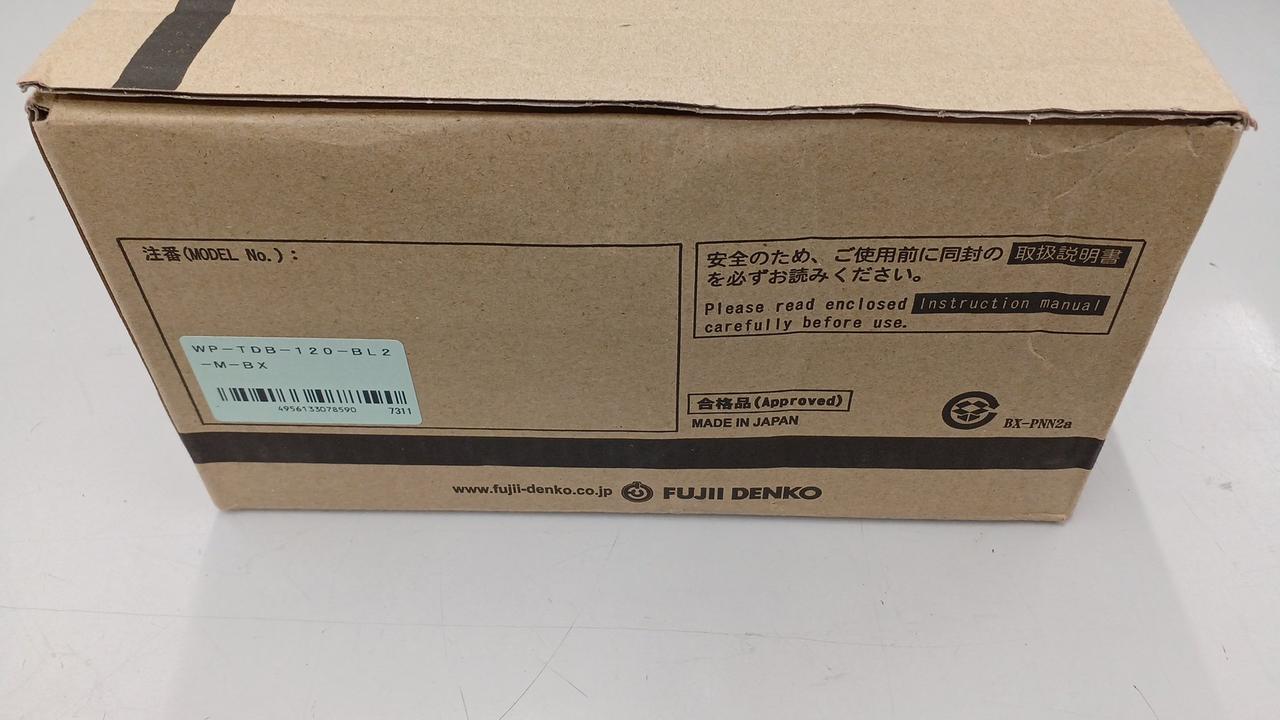 注番(MODEL No.):
WP-TDB-120-BL2
-M-BX
4956133078590 7311
安全のため、ご使用前に同封の 取扱説明書
を必ずお読みください。
Please read enclosed Instruction manual
carefully before use.
合格品(Approved)
MADE IN JAPAN
BX-PNN2a
www.fujii-denko.co.jp FUJII DENKO